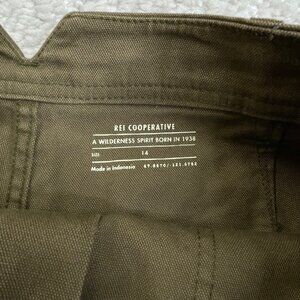 REI COOPERATIVE
A WILDERNESS SPIRIT BORN IN 1938
SIZE 14
Made in Indonesia